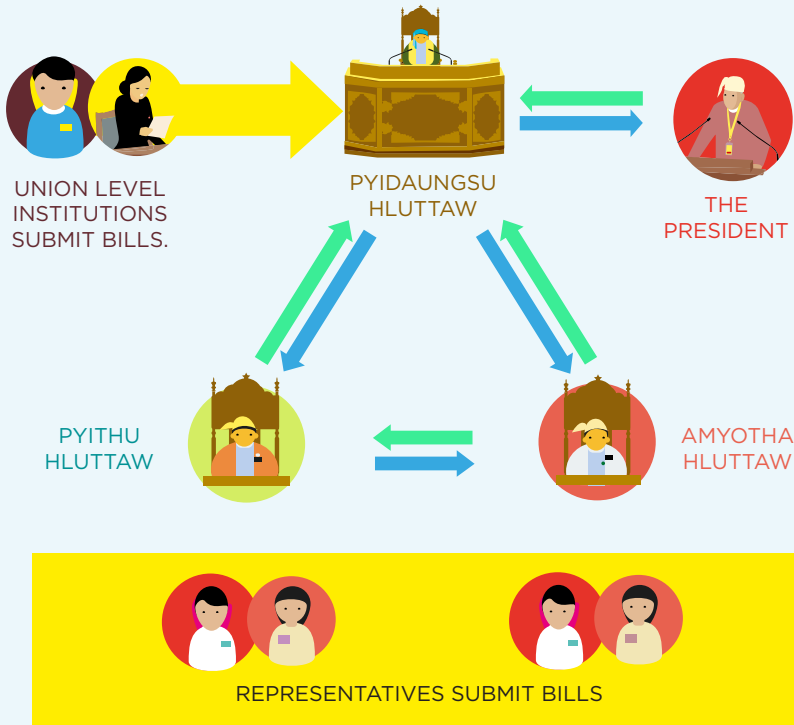 UNION LEVEL
INSTITUTIONS
SUBMIT BILLS.
PYIDAUNGSU
HLUTTAW
THE
PRESIDENT
PYITHU
HLUTTAW
AMYOTHA
HLUTTAW
REPRESENTATIVES SUBMIT BILLS